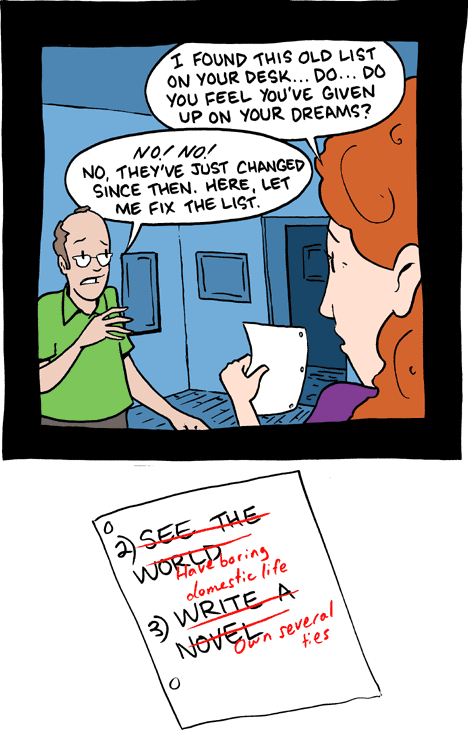 I FOUND THIS OLD LIST
ON YOUR DESK... DO... DO
YOU FEEL YOU'VE GIVEN
UP ON YOUR DREAMS?
NO! NO!
NO, THEY'VE JUST CHANGED
SINCE THEN. HERE, LET
ME FIX THE LIST.
2) SEE THE
WORLD
Have boring
domestic life
3) WRITE A
NOVEL
Own several
ties